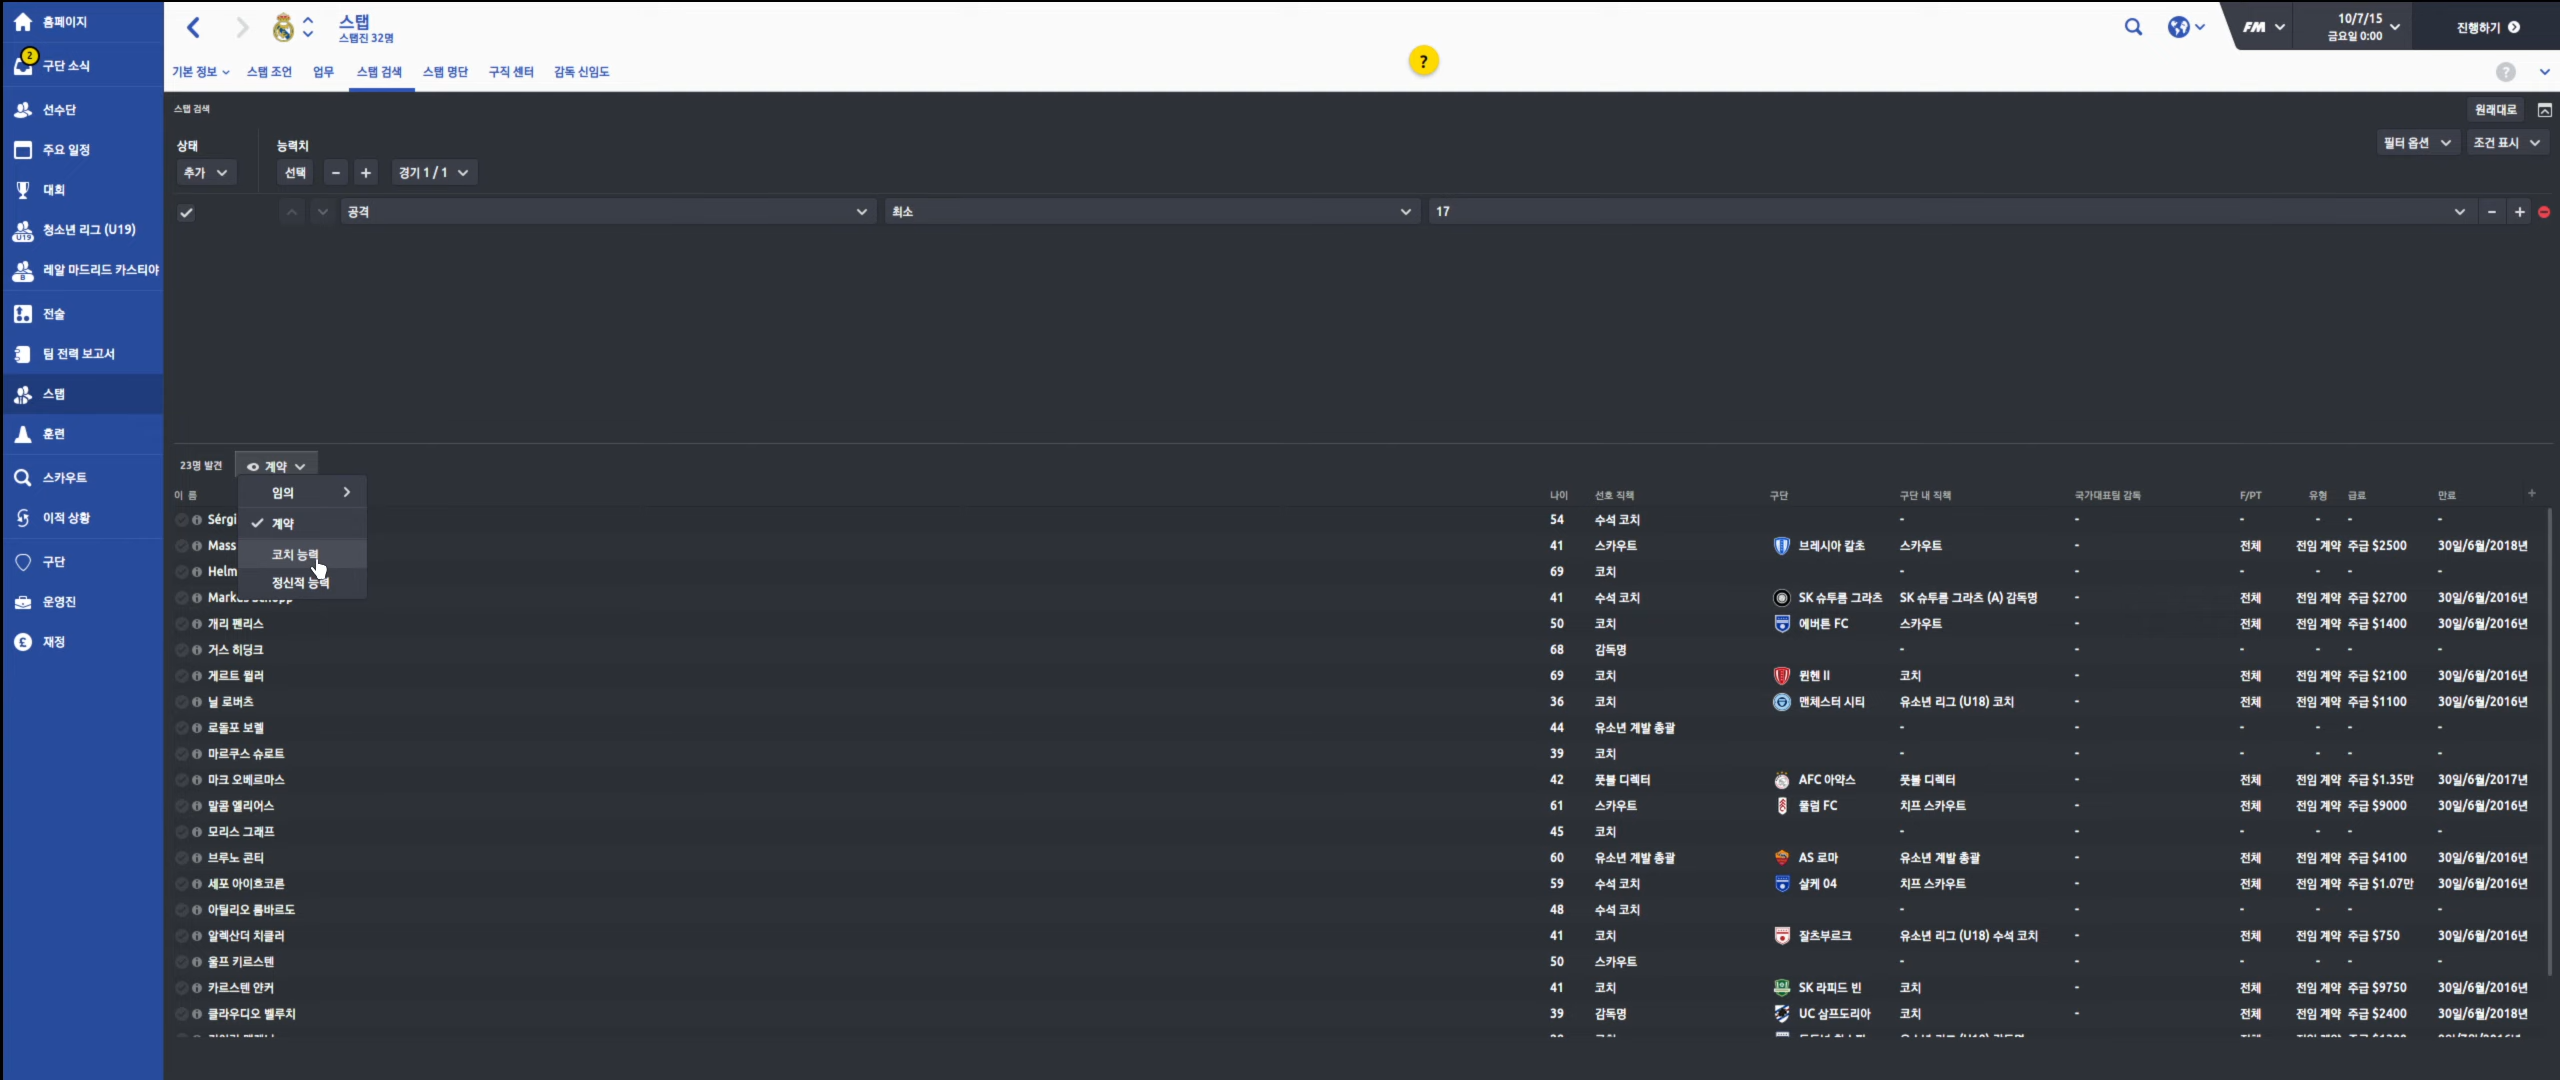 홈페이지
2
구단 소식
선수단
주요 일정
대회
U19
청소년 리그 (U19)
B
레알 마드리드 카스티야
전술
팀 전력 보고서
스탭
훈련
스카우트
이적 상황
구단
운영진
재정
스탭
스탭진 32명
FM
10/7/15
금요일 0:00
진행하기
기본 정보
스탭 조언
업무
스탭 검색
스탭 명단
구직 센터
감독 신임도
?
?
스탭 검색
원래대로
상태
능력치
필터 옵션
조건 표시
추가
선택
- +
경기 1 / 1
공격
최소
17
- +
23명 발견
계약
임의
계약
코치 능력
정신적 능력
이 름 나이 선호 직책 구단 구단 내 직책 국가대표팀 감독 F/PT 유형 급료 만료 +
Sérgi 54 수석 코치 - - - - - -
Mass 41 스카우트 브레시아 칼초 스카우트 - 전체 전임 계약 주급 $2500 30일/6월/2018년
Helm 69 코치 - - - - - -
41 수석 코치 SK 슈투름 그라츠 SK 슈투름 그라츠 (A) 감독명 - 전체 전임 계약 주급 $2700 30일/6월/2016년
개리 펜리스 50 코치 에버튼 FC 스카우트 - 전체 전임 계약 주급 $1400 30일/6월/2016년
거스 히딩크 68 감독명 - - - - - -
게르트 뮐러 69 코치 뮌헨 II 코치 - 전체 전임 계약 주급 $2100 30일/6월/2016년
닐 로버츠 36 코치 맨체스터 시티 유소년 리그 (U18) 코치 - 전체 전임 계약 주급 $1100 30일/6월/2016년
로돌포 보렐 44 유소년 계발 총괄 - - - - - -
마르쿠스 슈로트 39 코치 - - - - - -
마크 오베르마스 42 풋볼 디렉터 AFC 아약스 풋볼 디렉터 - 전체 전임 계약 주급 $1.35만 30일/6월/2017년
말콤 엘리어스 61 스카우트 풀럼 FC 치프 스카우트 - 전체 전임 계약 주급 $9000 30일/6월/2016년
모리스 그래프 45 코치 - - - - - -
브루노 콘티 60 유소년 계발 총괄 AS 로마 유소년 계발 총괄 - 전체 전임 계약 주급 $4100 30일/6월/2016년
세포 아이흐코른 59 수석 코치 샬케 04 치프 스카우트 - 전체 전임 계약 주급 $1.07만 30일/6월/2016년
아틸리오 롬바르도 48 수석 코치 - - - - - -
알렉산더 치클러 41 코치 잘츠부르크 유소년 리그 (U18) 수석 코치 - 전체 전임 계약 주급 $750 30일/6월/2016년
울프 키르스텐 50 스카우트 - - - - - -
카르스텐 얀커 41 코치 SK 라피드 빈 코치 - 전체 전임 계약 주급 $9750 30일/6월/2016년
클라우디오 벨루치 39 감독명 UC 삼프도리아 코치 - 전체 전임 계약 주급 $2400 30일/6월/2018년